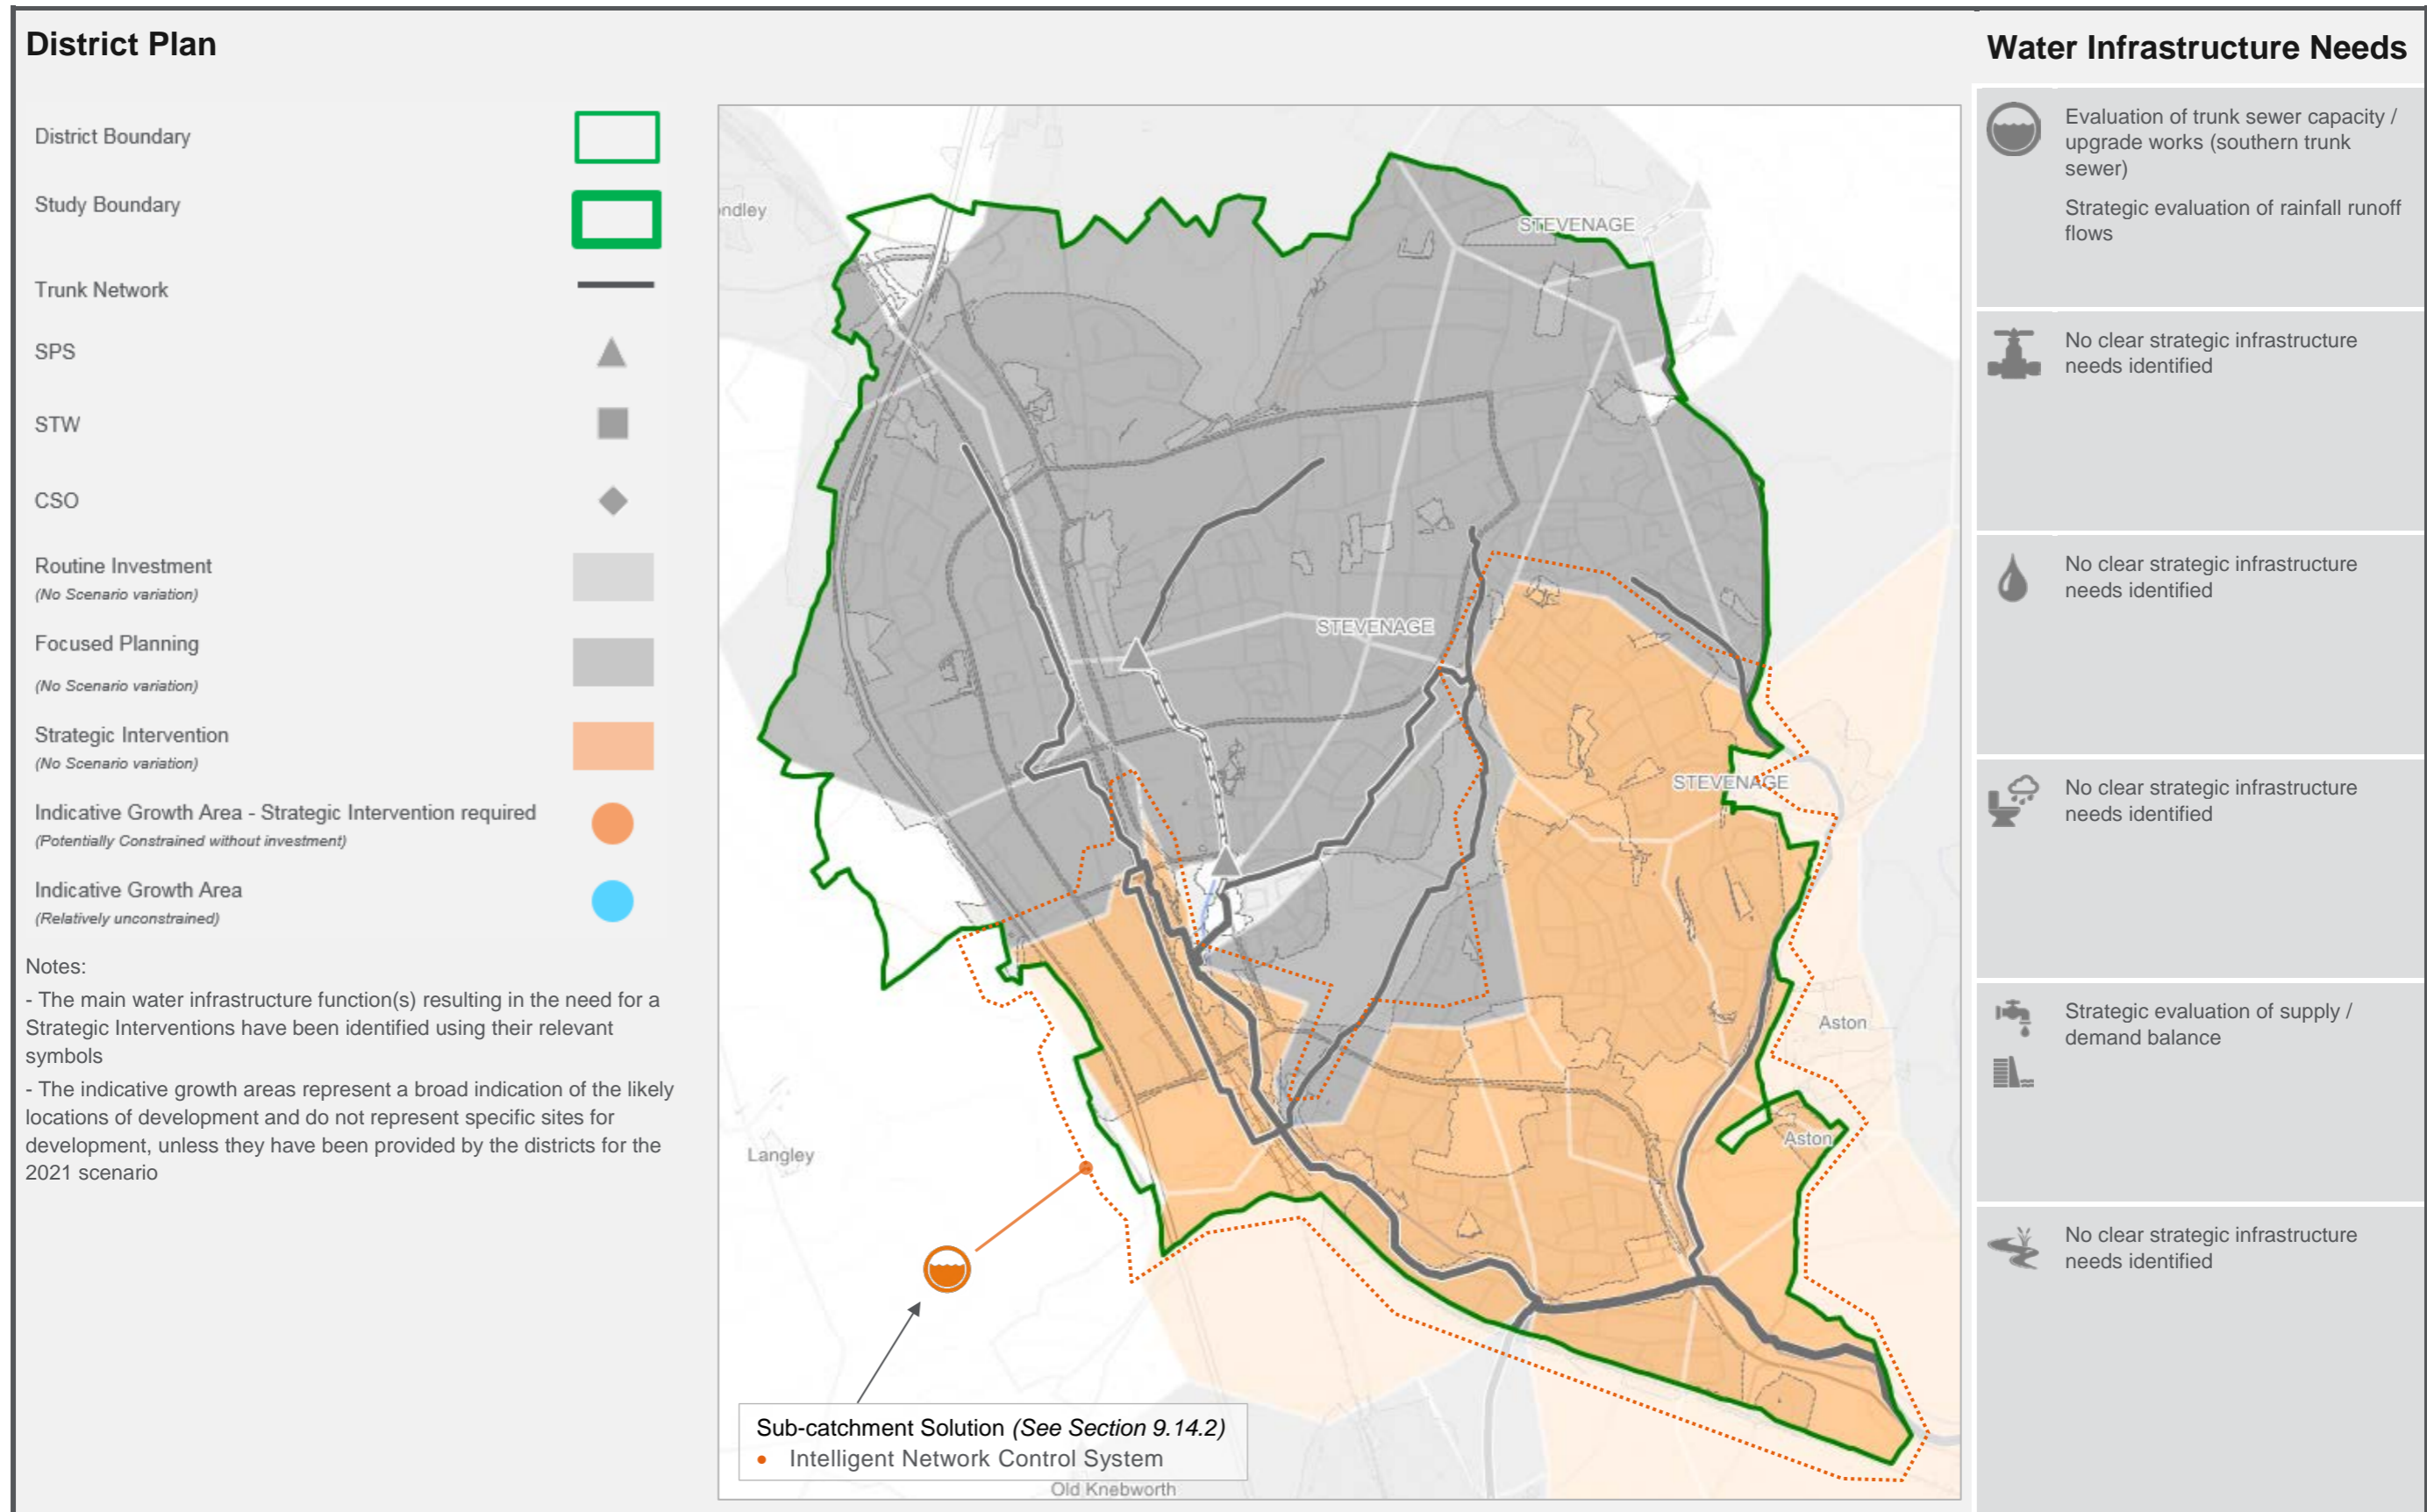 District Plan
Water Infrastructure Needs
District Boundary
Study Boundary
Trunk Network
SPS
STW
CSO
Routine Investment
(No Scenario variation)
Focused Planning
(No Scenario variation)
Strategic Intervention
(No Scenario variation)
Indicative Growth Area - Strategic Intervention required
(Potentially Constrained without investment)
Indicative Growth Area
(Relatively unconstrained)
Notes:
- The main water infrastructure function(s) resulting in the need for a
Strategic Interventions have been identified using their relevant
symbols
- The indicative growth areas represent a broad indication of the likely
locations of development and do not represent specific sites for
development, unless they have been provided by the districts for the
2021 scenario
ndley
STEVENAGE
STEVENAGE
STEVENAGE
Aston
Aston
Langley
Sub-catchment Solution (See Section 9.14.2)
• Intelligent Network Control System
Old Knebworth
Evaluation of trunk sewer capacity /
upgrade works (southern trunk
sewer)
Strategic evaluation of rainfall runoff
flows
No clear strategic infrastructure
needs identified
No clear strategic infrastructure
needs identified
No clear strategic infrastructure
needs identified
Strategic evaluation of supply /
demand balance
No clear strategic infrastructure
needs identified